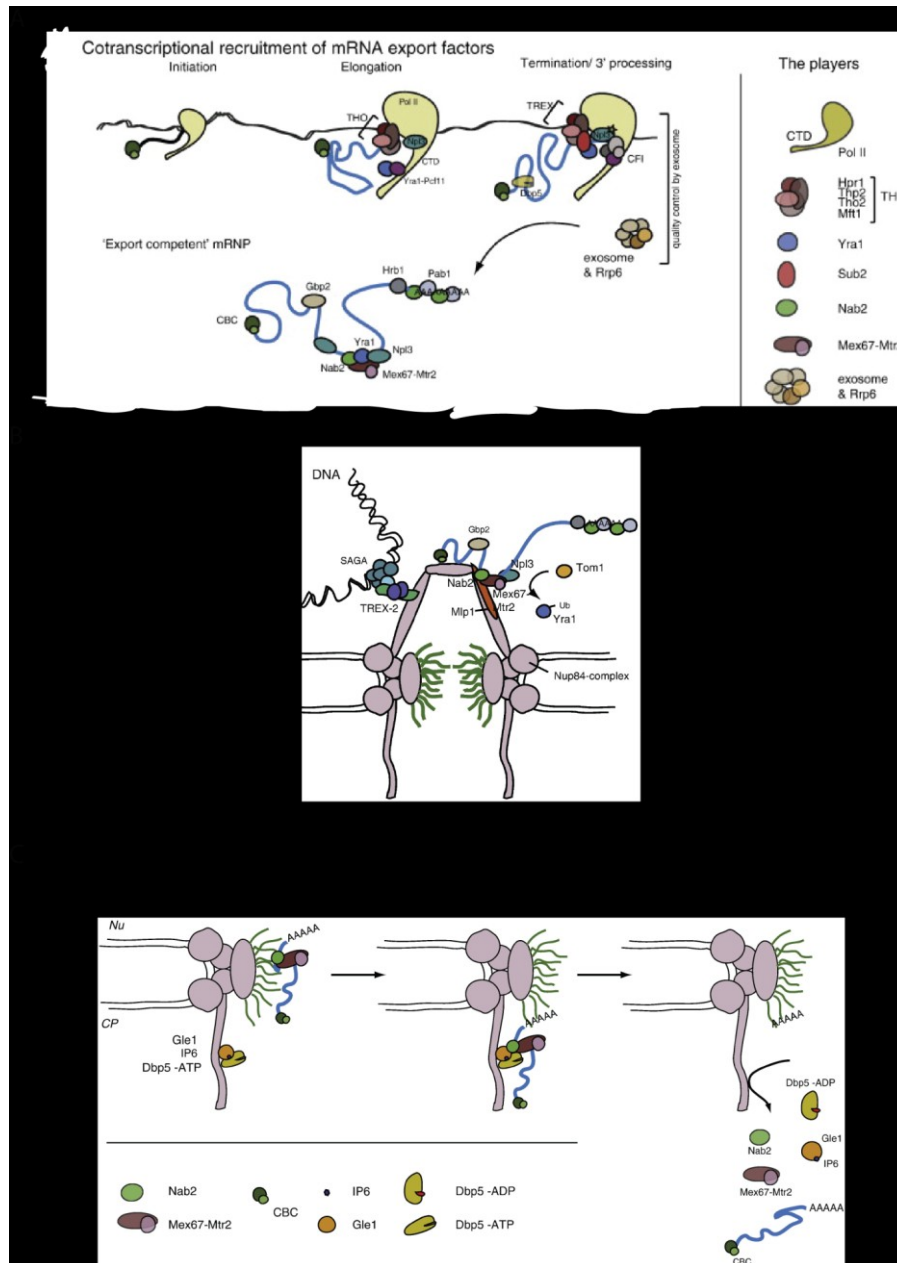 A
Cotranscriptional recruitment of mRNA export factors
Initiation
Elongation
Termination/ 3' processing
The players
Pol II
THO
TREX
CTD
Yra1-Pcf11
Dbp5
CFI
quality control by exosome
exosome
& Rrp6
CTD
Pol II
Hpr1
Thp2
Tho2
Mft1
TH
Yra1
Sub2
Nab2
Mex67-Mtr2
exosome
& Rrp6
'Export competent' mRNP
Hrb1
Pab1
Gbp2
CBC
Yra1
Npl3
Nab2
Mex67-Mtr2
B
DNA
SAGA
TREX-2
Gbp2
Nab2
Npl3
Mex67
Mtr2
Mlp1
Tom1
Ub
Yra1
Nup84-complex
C
Nu
AAAAA
CP
Gle1
IP6
Dbp5 -ATP
AAAAA
AAAAA
Dbp5 -ADP
Nab2
Gle1
IP6
Mex67-Mtr2
AAAAA
CBC
Nab2
Mex67-Mtr2
CBC
IP6
Gle1
Dbp5 -ADP
Dbp5 -ATP